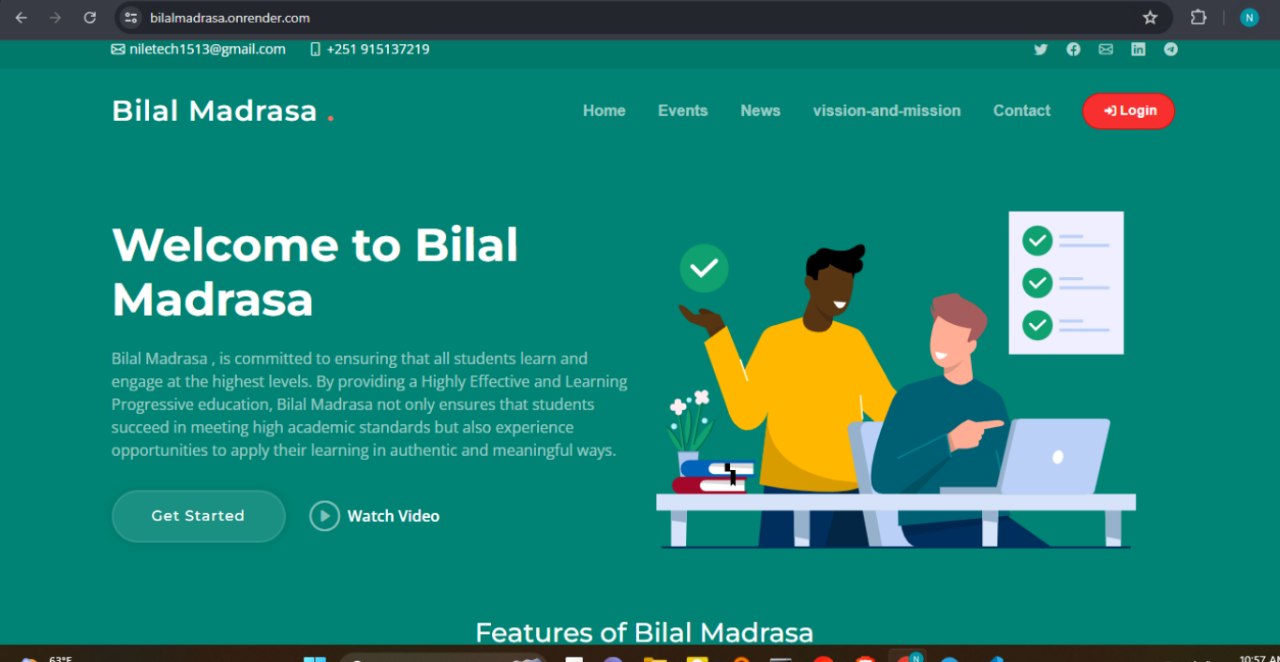 bilalmadrasa.onrender.com
N
niletech1513@gmail.com +251 915137219
Bilal Madrasa .
Home Events News vission-and-mission Contact Login
Welcome to Bilal
Madrasa
Bilal Madrasa , is committed to ensuring that all students learn and
engage at the highest levels. By providing a Highly Effective and Learning
Progressive education, Bilal Madrasa not only ensures that students
succeed in meeting high academic standards but also experience
opportunities to apply their learning in authentic and meaningful ways.
Get Started Watch Video
Features of Bilal Madrasa
63°F
10:57